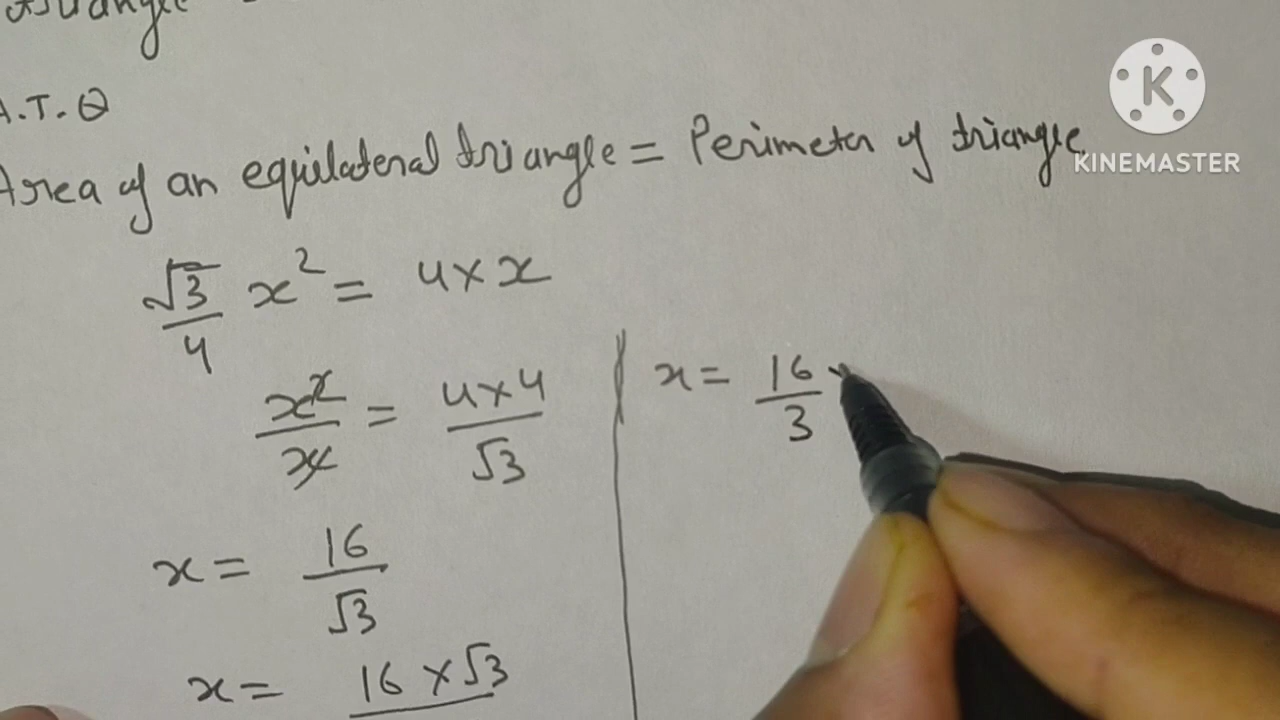 A.T.Q
Area of an equilateral triangle = Perimeter of triangle
√3/4 x² = 4 × x
x²/x = 4×4/√3
x = 16/√3
x = 16 × √3
x = 16/3
K
KINEMASTER